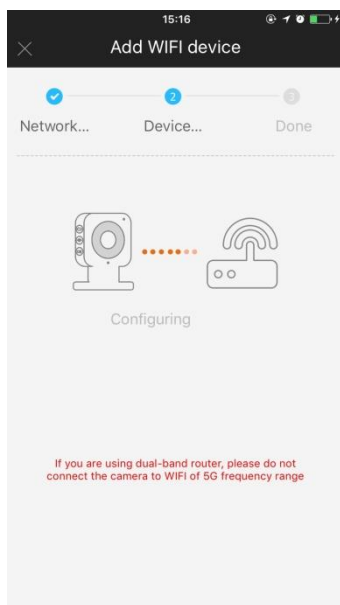 15:16
Add WIFI device
2
3
Network...
Device...
Done
Configuring
If you are using dual-band router, please do not
connect the camera to WIFI of 5G frequency range